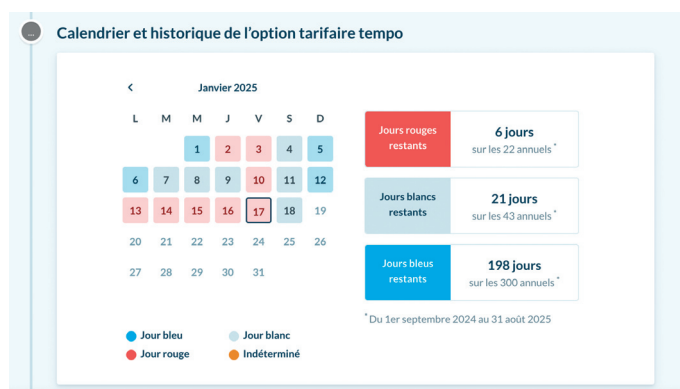 Calendrier et historique de l'option tarifaire tempo
Janvier 2025
L M M J V S D
1 2 3 4 5
6 7 8 9 10 11 12
13 14 15 16 17 18 19
20 21 22 23 24 25 26
27 28 29 30 31
Jour bleu
Jour blanc
Jour rouge
Indéterminé
Jours rouges
restants
6 jours
sur les 22 annuels *
Jours blancs
restants
21 jours
sur les 43 annuels *
Jours bleus
restants
198 jours
sur les 300 annuels *
* Du 1er septembre 2024 au 31 août 2025